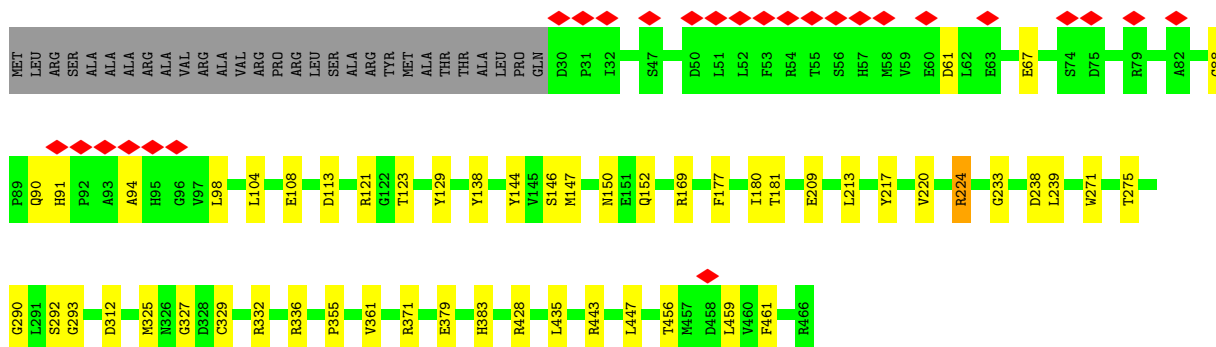 MET LEU ARG SER ALA ALA ALA ARG ALA VAL ARG ALA VAL ARG PRO ARG LEU SER ALA ARG TYR MET ALA THR THR ALA LEU PRO GLN D30 P31 I32 S47 D50 L51 L52 F53 R54 T55 S56 H57 M58 V59 E60 D61 L62 E63 E67 S74 D75 R79 A82
P89 Q90 H91 P92 A93 A94 H95 G96 V97 L98 L104 E108 D113 R121 G122 T123 Y129 Y138 Y144 V145 S146 M147 N150 E151 Q152 R169 F177 I180 T181 E209 L213 Y217 V220 R224 G233 D238 L239 W271 T275
G290 L291 S292 G293 D312 M325 N326 G327 D328 C329 R332 R336 P355 V361 R371 E379 H383 R428 L435 R443 L447 T456 M457 D458 L459 V460 F461 R466